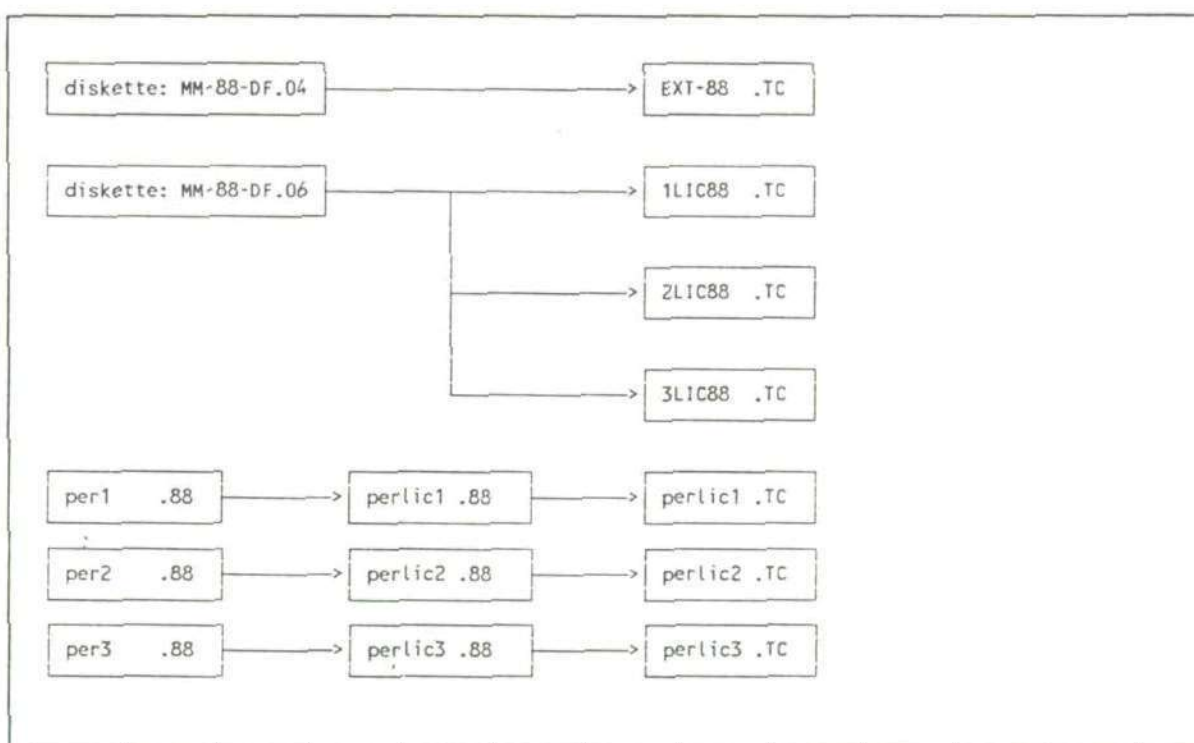 diskette: MM-88-DF.04 EXT-88 .TC
diskette: MM-88-DF.06 1LIC88 .TC
2LIC88 .TC
3LIC88 .TC
per1 .88 perlic1 .88 perlic1 .TC
per2 .88 perlic2 .88 perlic2 .TC
per3 .88 perlic3 .88 perlic3 .TC